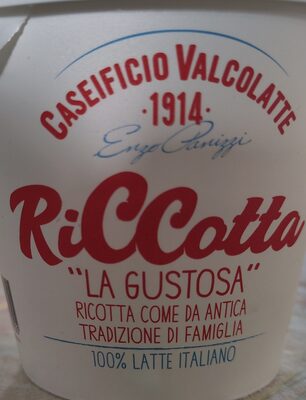 CASEIFICIO VALCOLATTE
·1914·
Enzo Panizzi
RiCCotta
"LA GUSTOSA"
RICOTTA COME DA ANTICA
TRADIZIONE DI FAMIGLIA
100% LATTE ITALIANO